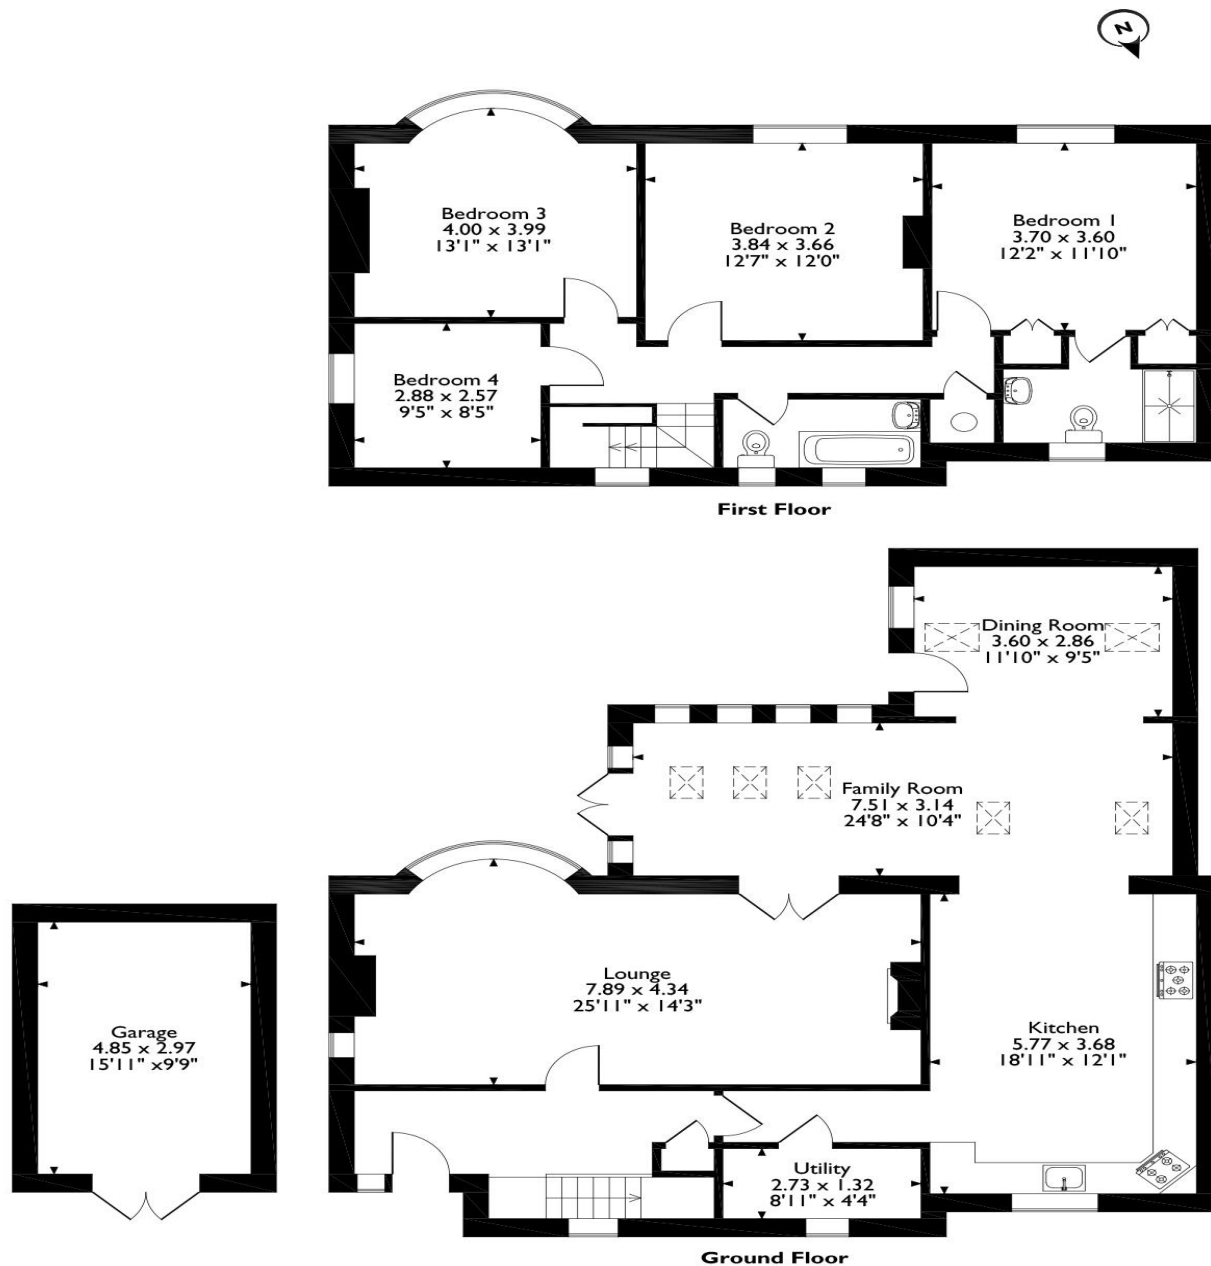 N
Bedroom 3
4.00 x 3.99
13'1" x 13'1"
Bedroom 2
3.84 x 3.66
12'7" x 12'0"
Bedroom 1
3.70 x 3.60
12'2" x 11'10"
Bedroom 4
2.88 x 2.57
9'5" x 8'5"
First Floor
Dining Room
3.60 x 2.86
11'10" x 9'5"
Family Room
7.51 x 3.14
24'8" x 10'4"
Lounge
7.89 x 4.34
25'11" x 14'3"
Garage
4.85 x 2.97
15'11" x9'9"
Kitchen
5.77 x 3.68
18'11" x 12'1"
Utility
2.73 x 1.32
8'11" x 4'4"
Ground Floor